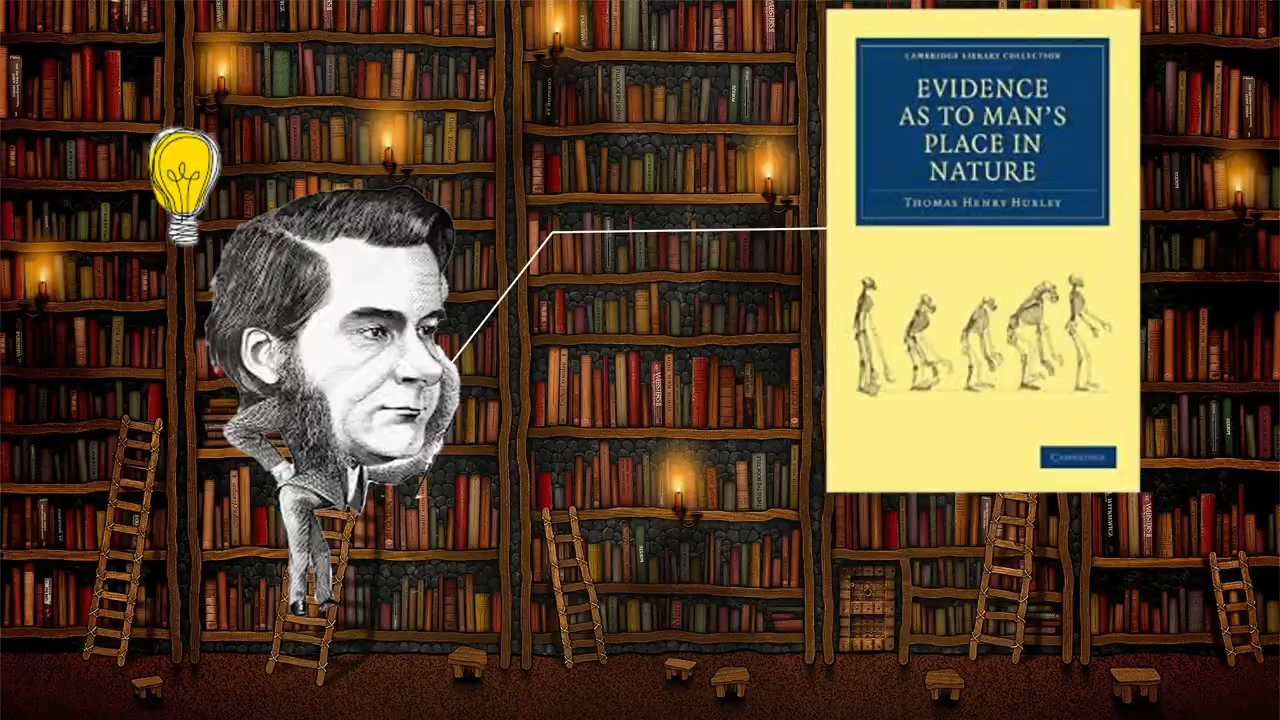 CAMBRIDGE LIBRARY COLLECTION
EVIDENCE
AS TO MAN'S
PLACE IN
NATURE
THOMAS HENRY HUXLEY
CAMBRIDGE